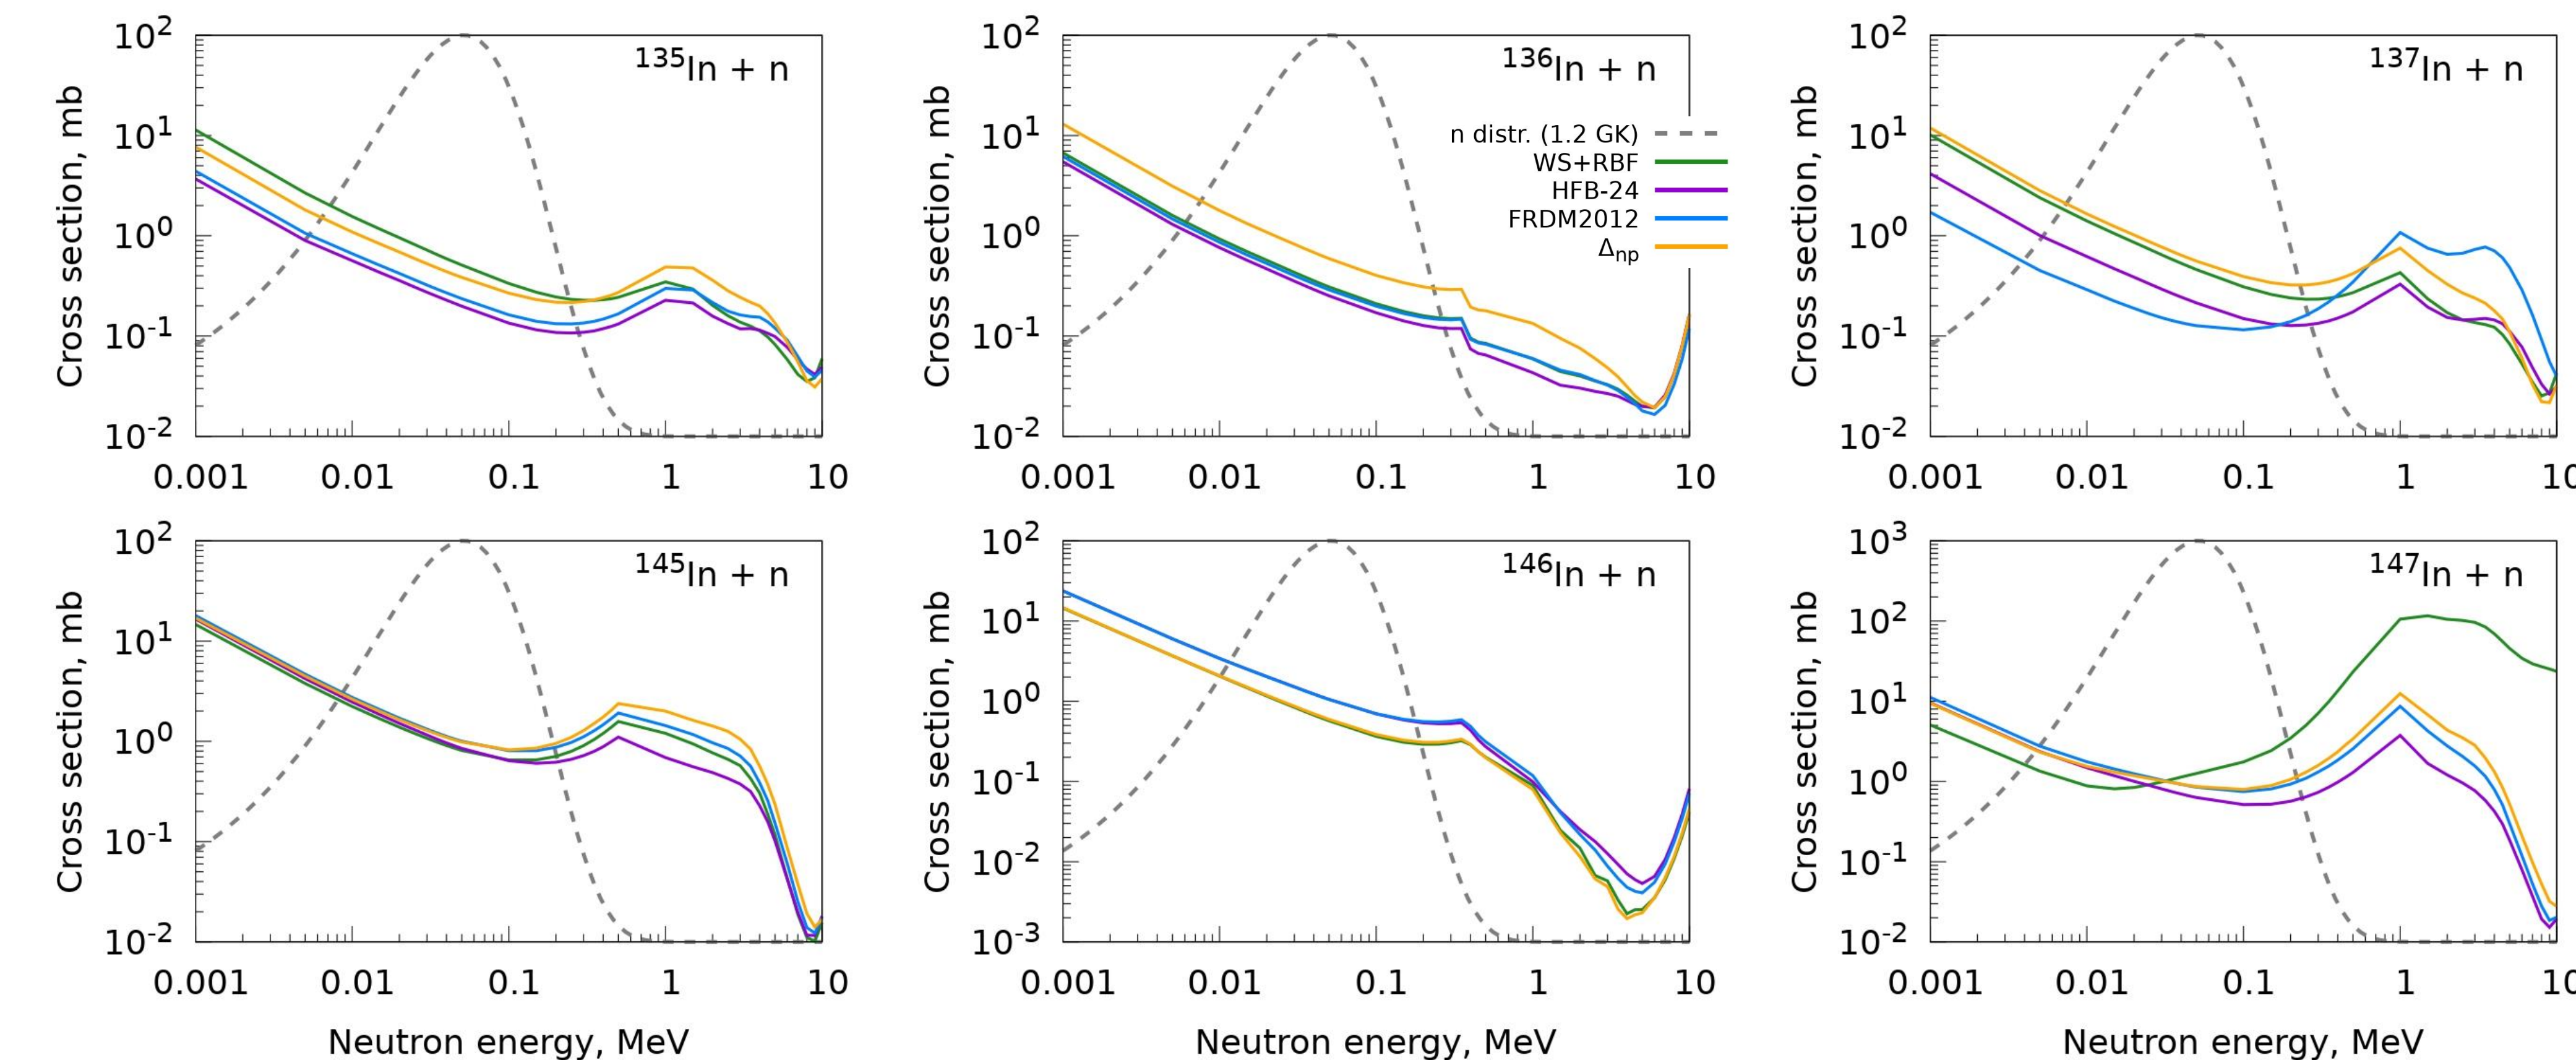 Cross section, mb
10²
10¹
10⁰
10⁻¹
10⁻²
¹³⁵In + n
0.001 0.01 0.1 1 10
Cross section, mb
10²
10¹
10⁰
10⁻¹
10⁻²
¹³⁶In + n
n distr. (1.2 GK)
WS+RBF
HFB-24
FRDM2012
Δnp
0.001 0.01 0.1 1 10
Cross section, mb
10²
10¹
10⁰
10⁻¹
10⁻²
¹³⁷In + n
0.001 0.01 0.1 1 10
Cross section, mb
10²
10¹
10⁰
10⁻¹
10⁻²
¹⁴⁵In + n
0.001 0.01 0.1 1 10
Neutron energy, MeV
Cross section, mb
10²
10¹
10⁰
10⁻¹
10⁻²
10⁻³
¹⁴⁶In + n
0.001 0.01 0.1 1 10
Neutron energy, MeV
Cross section, mb
10³
10²
10¹
10⁰
10⁻¹
10⁻²
¹⁴⁷In + n
0.001 0.01 0.1 1 10
Neutron energy, MeV